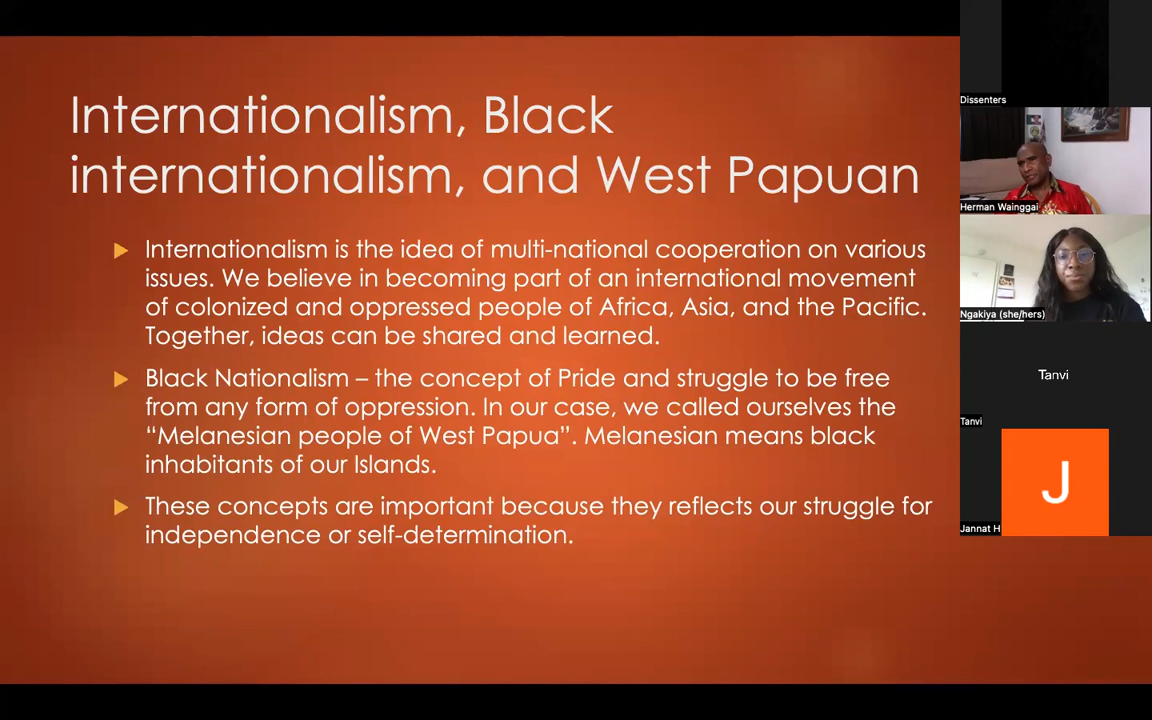 Internationalism, Black
internationalism, and West Papuan
Internationalism is the idea of multi-national cooperation on various
issues. We believe in becoming part of an international movement
of colonized and oppressed people of Africa, Asia, and the Pacific.
Together, ideas can be shared and learned.
Black Nationalism – the concept of Pride and struggle to be free
from any form of oppression. In our case, we called ourselves the
“Melanesian people of West Papua”. Melanesian means black
inhabitants of our Islands.
These concepts are important because they reflects our struggle for
independence or self-determination.
Dissenters
Herman Wainggai
Ngakiya (she/hers)
Tanvi
Tanvi
J
Jannat H